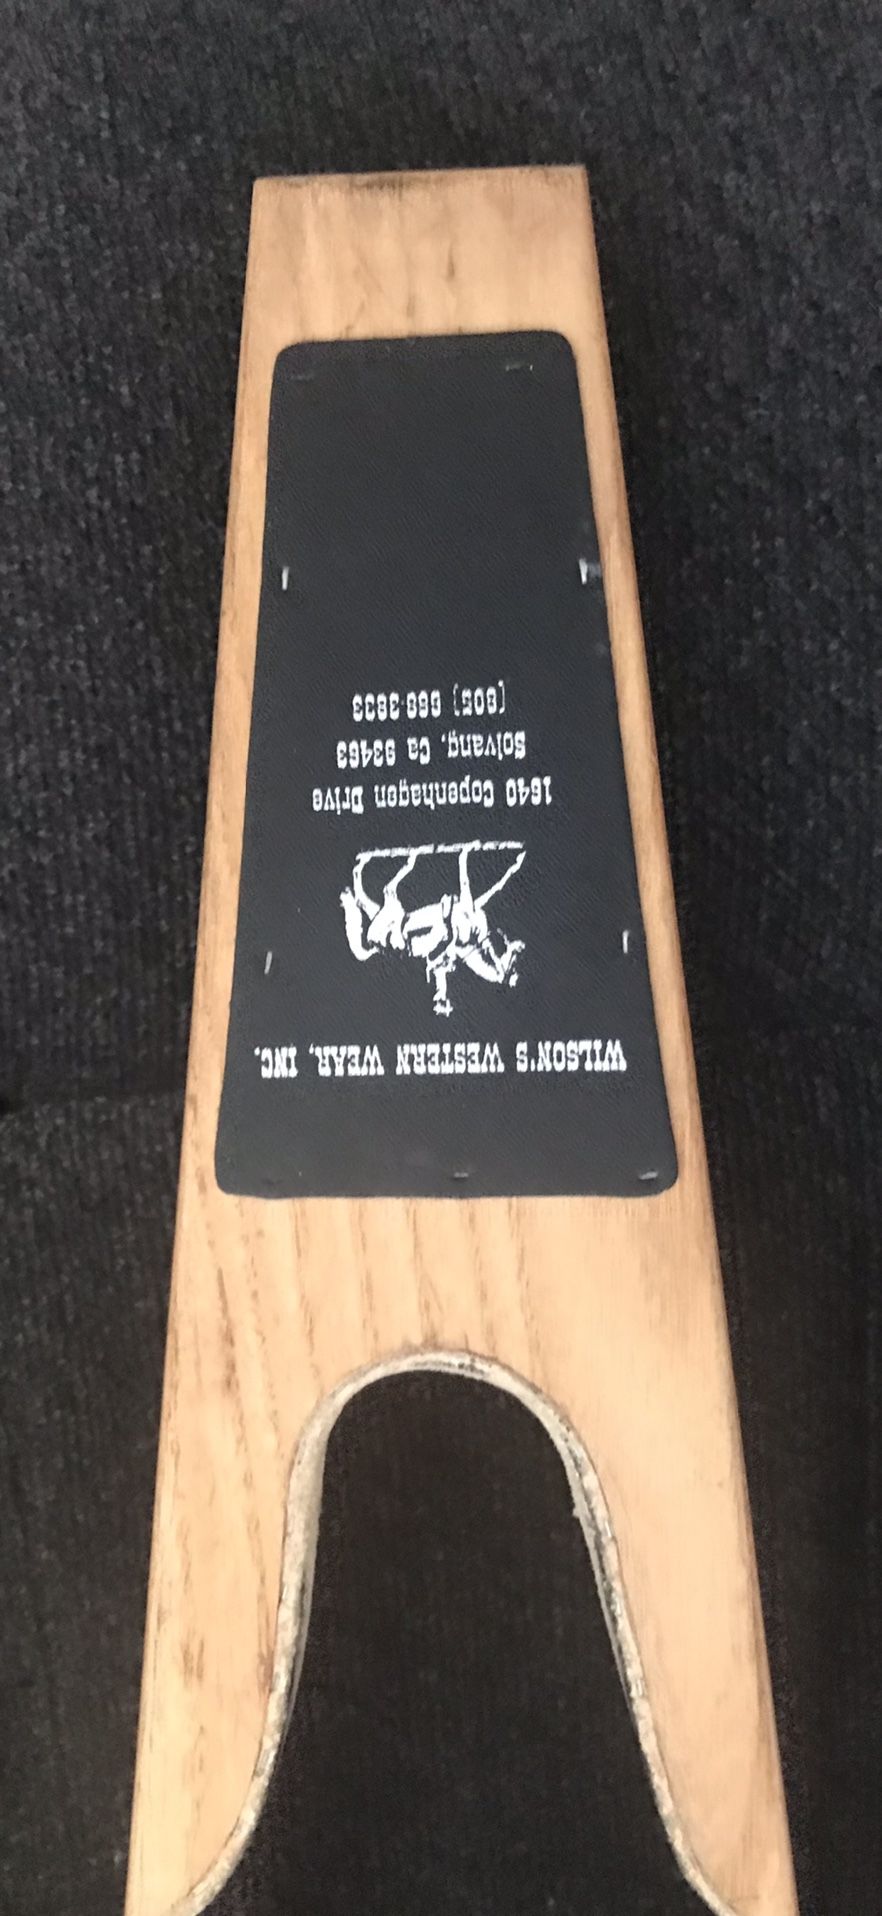 WILSON'S WESTERN WEAR, INC.
1640 Copenhagen Drive
Solvang, Ca 93463
(805) 688-3833